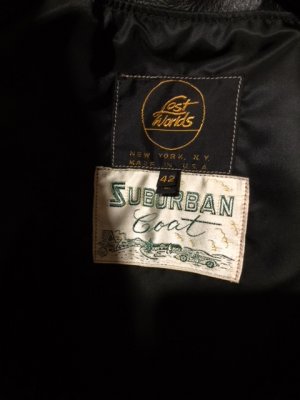 Lost
Worlds
NEW YORK, N.Y.
MADE IN U.S.A.
42
SUBURBAN
Coat